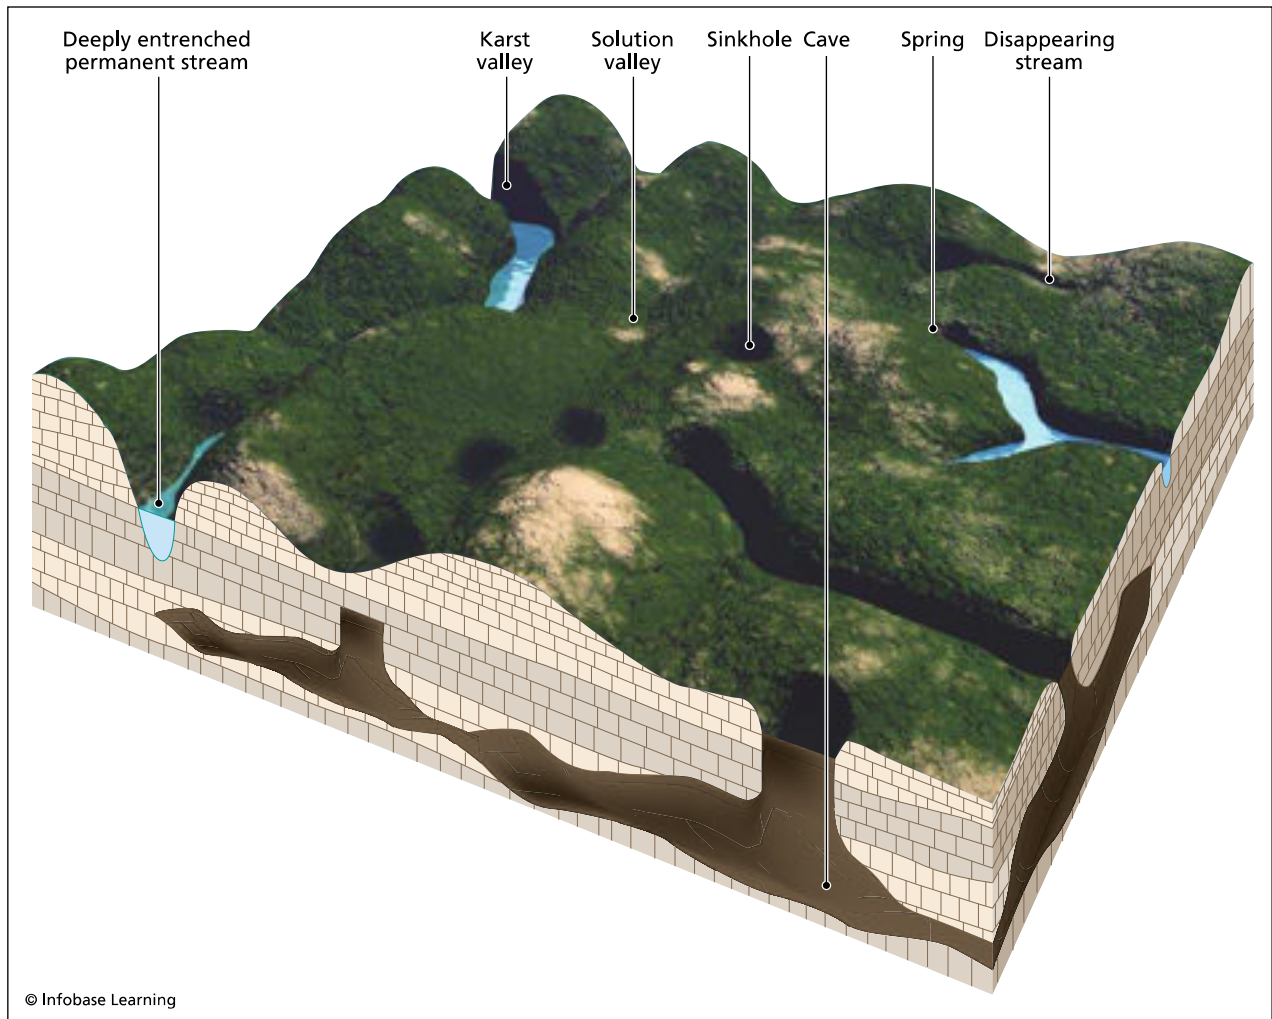 Deeply entrenched
permanent stream
Karst
valley
Solution
valley
Sinkhole
Cave
Spring
Disappearing
stream
© Infobase Learning